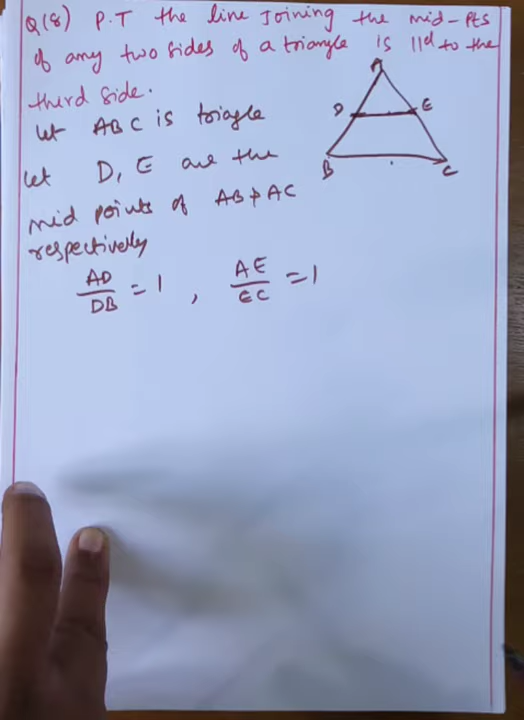 Q(8) P.T the line Joining the mid-pts
of any two sides of a triangle is ||el to the
third side.
let ABC is triagle
let D, E are the
mid points of AB & AC
respectively
AD/DB = 1 , AE/EC = 1
A
D E
B C